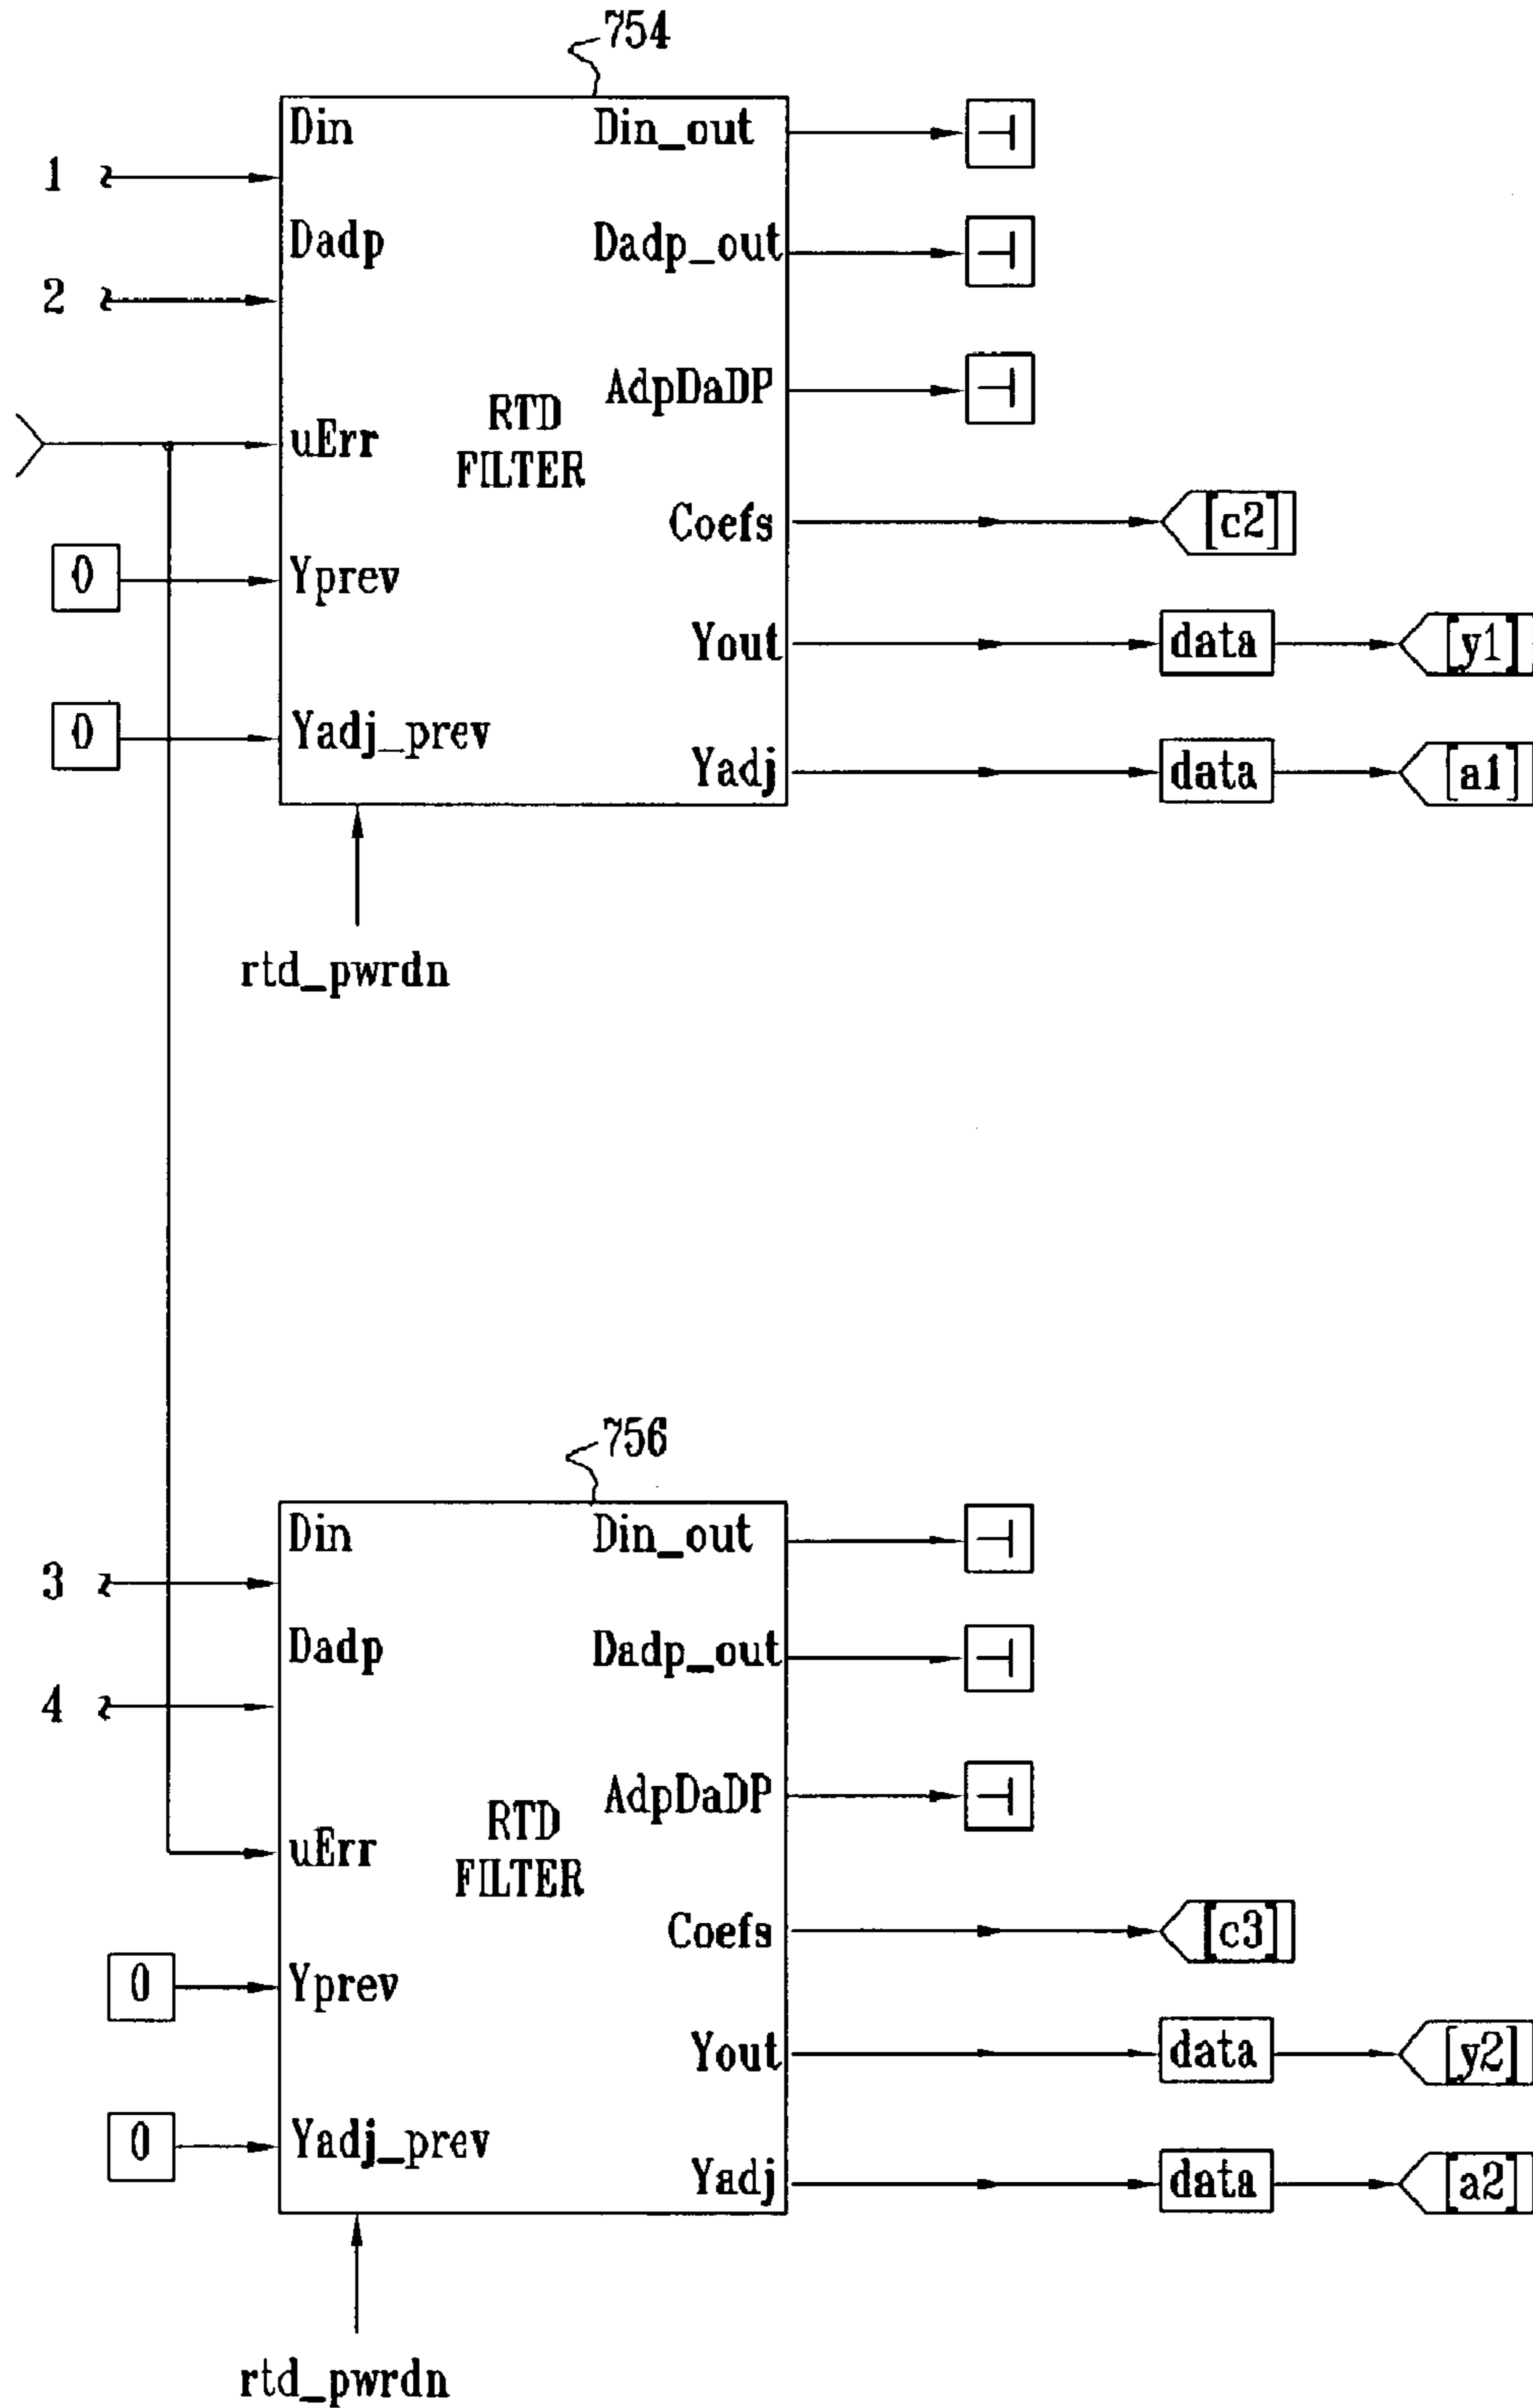 754
Din Din_out
1
Dadp Dadp_out
2
AdpDaDP
RTD
FILTER
uErr
Coefs [c2]
0 Yprev
Yout data [y1]
0 Yadj_prev
Yadj data [a1]
rtd_pwrdn
756
Din Din_out
3
Dadp Dadp_out
4
AdpDaDP
RTD
FILTER
uErr
Coefs [c3]
0 Yprev
Yout data [y2]
0 Yadj_prev
Yadj data [a2]
rtd_pwrdn